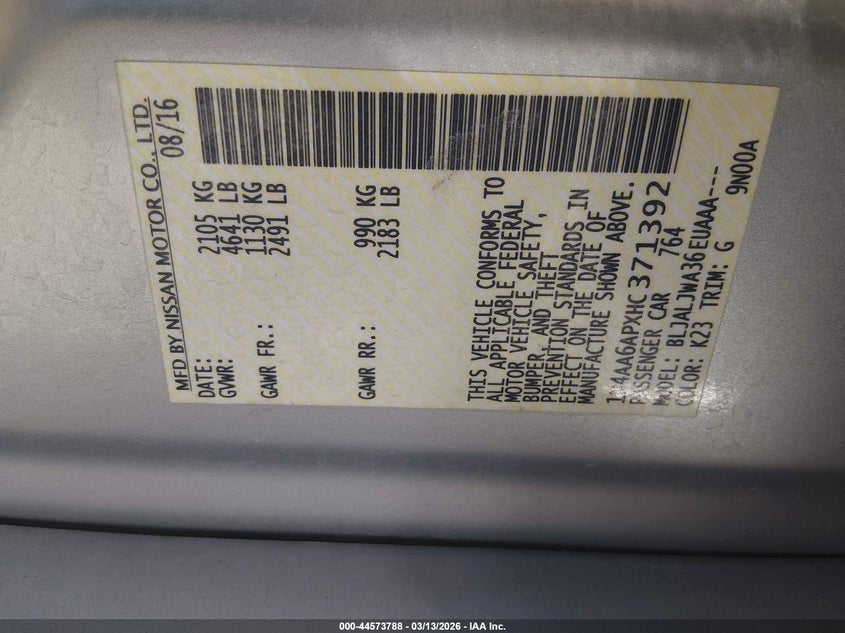 MFD BY NISSAN MOTOR CO., LTD.
DATE: 08/16
GVWR: 2105 KG
4641 LB
GAWR FR.: 1130 KG
2491 LB
GAWR RR.: 990 KG
2183 LB
THIS VEHICLE CONFORMS TO
ALL APPLICABLE FEDERAL
MOTOR VEHICLE SAFETY,
BUMPER, AND THEFT
PREVENTION STANDARDS IN
EFFECT ON THE DATE OF
MANUFACTURE SHOWN ABOVE.
1N4AA6APXHC371392
PASSENGER CAR 764
MODEL: BLJALJWA36EUAAA---
COLOR: K23 TRIM: G 9N00A
000-44573788 - 03/13/2026 - IAA Inc.